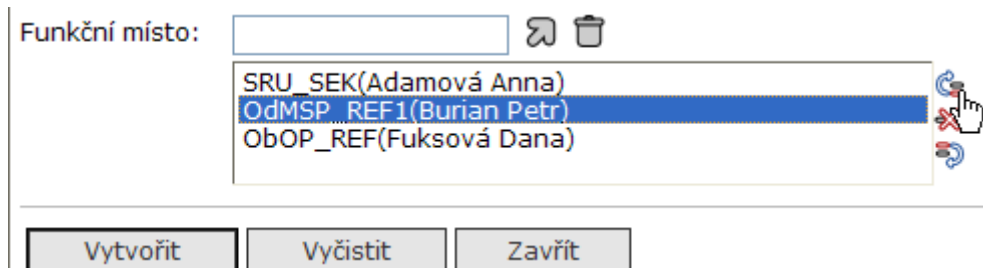 Funkční místo:
SRU_SEK(Adamová Anna)
OdMSP_REF1(Burian Petr)
ObOP_REF(Fuksová Dana)
Vytvořit Vyčistit Zavřít